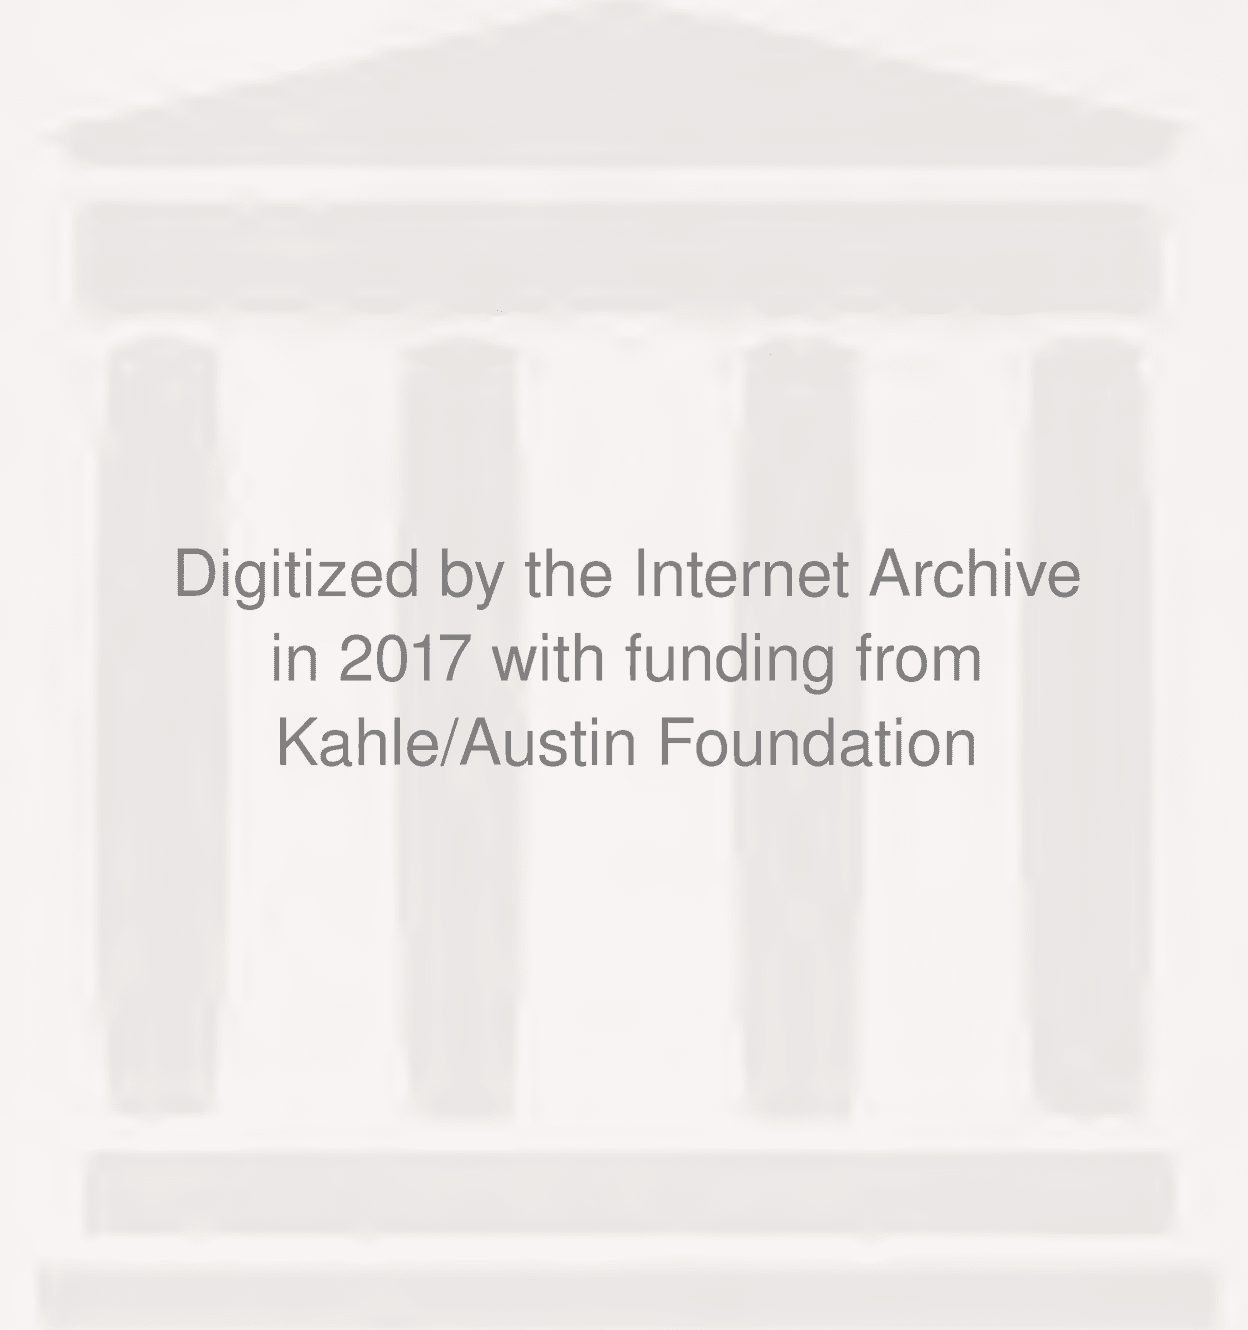 Digitized by the Internet Archive
in 2017 with funding from
Kahle/Austin Foundation